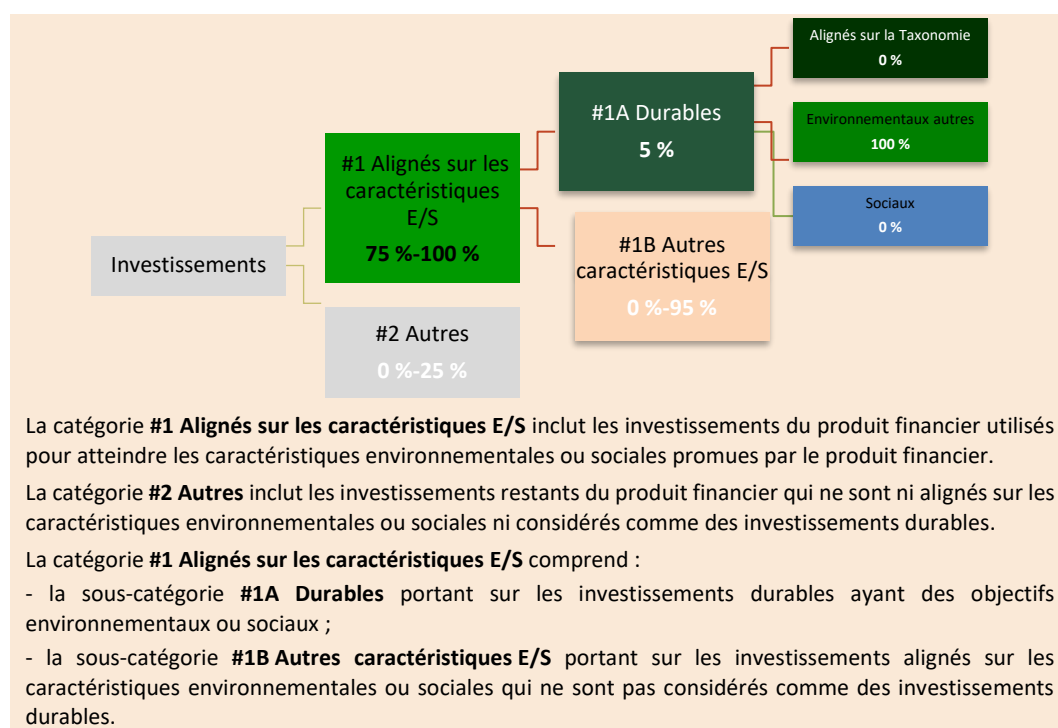 Investissements
#1 Alignés sur les
caractéristiques
E/S
75 %-100 %
#2 Autres
0 %-25 %
#1A Durables
5 %
#1B Autres
caractéristiques E/S
0 %-95 %
Alignés sur la Taxonomie
0 %
Environnementaux autres
100 %
Sociaux
0 %
La catégorie #1 Alignés sur les caractéristiques E/S inclut les investissements du produit financier utilisés
pour atteindre les caractéristiques environnementales ou sociales promues par le produit financier.
La catégorie #2 Autres inclut les investissements restants du produit financier qui ne sont ni alignés sur les
caractéristiques environnementales ou sociales ni considérés comme des investissements durables.
La catégorie #1 Alignés sur les caractéristiques E/S comprend :
- la sous-catégorie #1A Durables portant sur les investissements durables ayant des objectifs
environnementaux ou sociaux ;
- la sous-catégorie #1B Autres caractéristiques E/S portant sur les investissements alignés sur les
caractéristiques environnementales ou sociales qui ne sont pas considérés comme des investissements
durables.